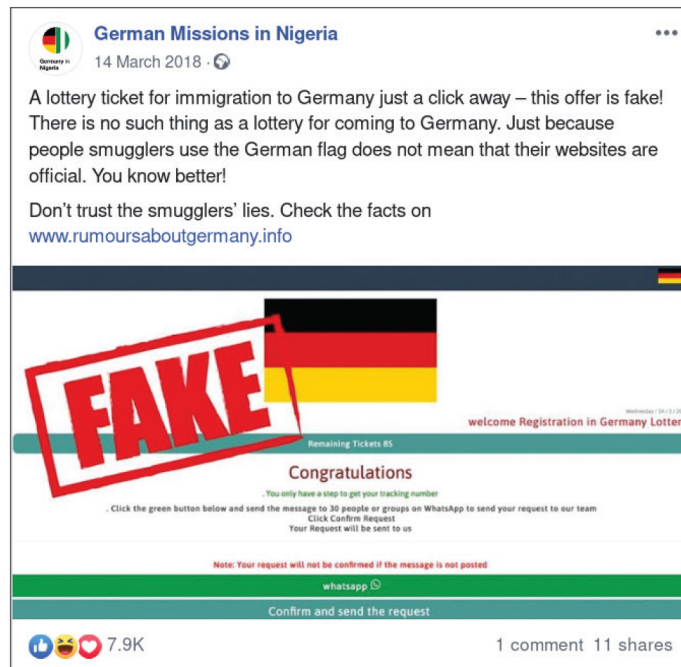 German Missions in Nigeria
Germany in
Nigeria
14 March 2018 ·
A lottery ticket for immigration to Germany just a click away – this offer is fake!
There is no such thing as a lottery for coming to Germany. Just because
people smugglers use the German flag does not mean that their websites are
official. You know better!
Don’t trust the smugglers’ lies. Check the facts on
www.rumoursaboutgermany.info
FAKE
welcome Registration in Germany Lotter
Remaining Tickets 85
Congratulations
. You only have a step to get your tracking number
. Click the green button below and send the message to 30 people or groups on WhatsApp to send your request to our team
Click Confirm Request
Your Request will be sent to us
Note: Your request will not be confirmed if the message is not posted
whatsapp
Confirm and send the request
7.9K
1 comment 11 shares